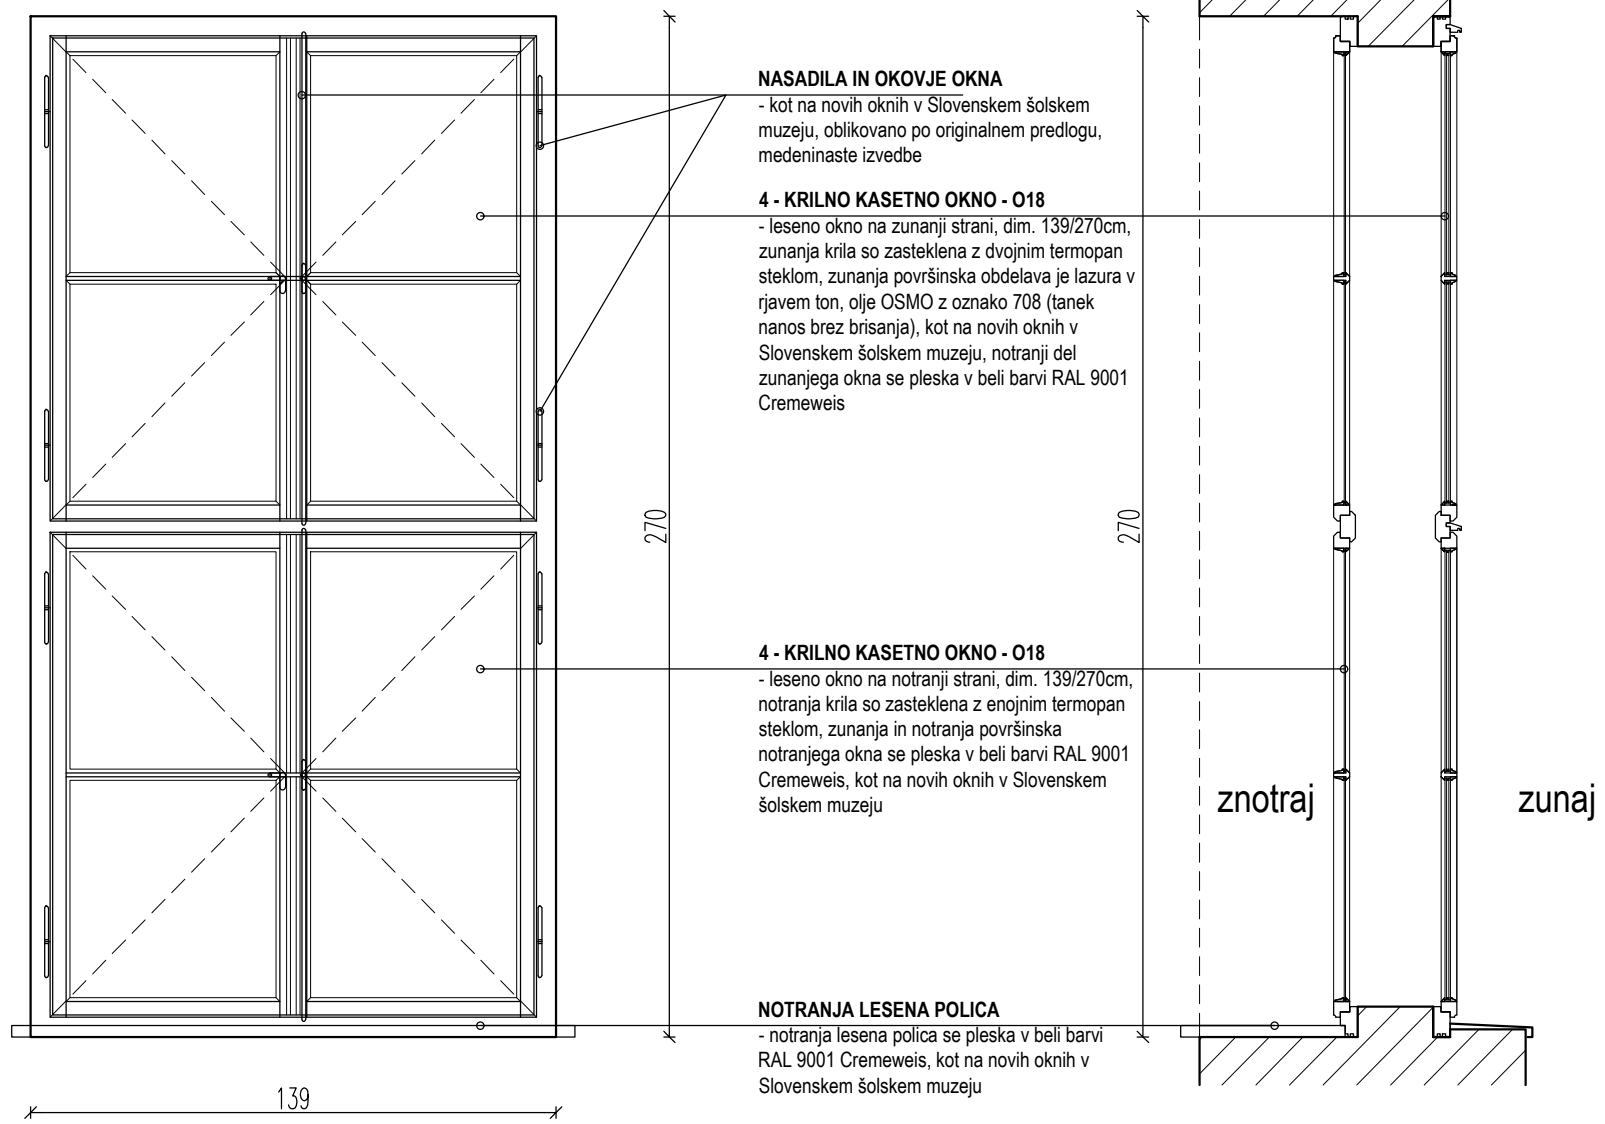 NASADILA IN OKOVJE OKNA
- kot na novih oknih v Slovenskem šolskem
muzeju, oblikovano po originalnem predlogu,
medeninaste izvedbe
4 - KRILNO KASETNO OKNO - O18
- leseno okno na zunanji strani, dim. 139/270cm,
zunanja krila so zasteklena z dvojnim termopan
steklom, zunanja površinska obdelava je lazura v
rjavem ton, olje OSMO z oznako 708 (tanek
nanos brez brisanja), kot na novih oknih v
Slovenskem šolskem muzeju, notranji del
zunanjega okna se pleska v beli barvi RAL 9001
Cremeweis
270
270
4 - KRILNO KASETNO OKNO - O18
- leseno okno na notranji strani, dim. 139/270cm,
notranja krila so zasteklena z enojnim termopan
steklom, zunanja in notranja površinska
notranjega okna se pleska v beli barvi RAL 9001
Cremeweis, kot na novih oknih v Slovenskem
šolskem muzeju
znotraj
zunaj
NOTRANJA LESENA POLICA
- notranja lesena polica se pleska v beli barvi
RAL 9001 Cremeweis, kot na novih oknih v
Slovenskem šolskem muzeju
139